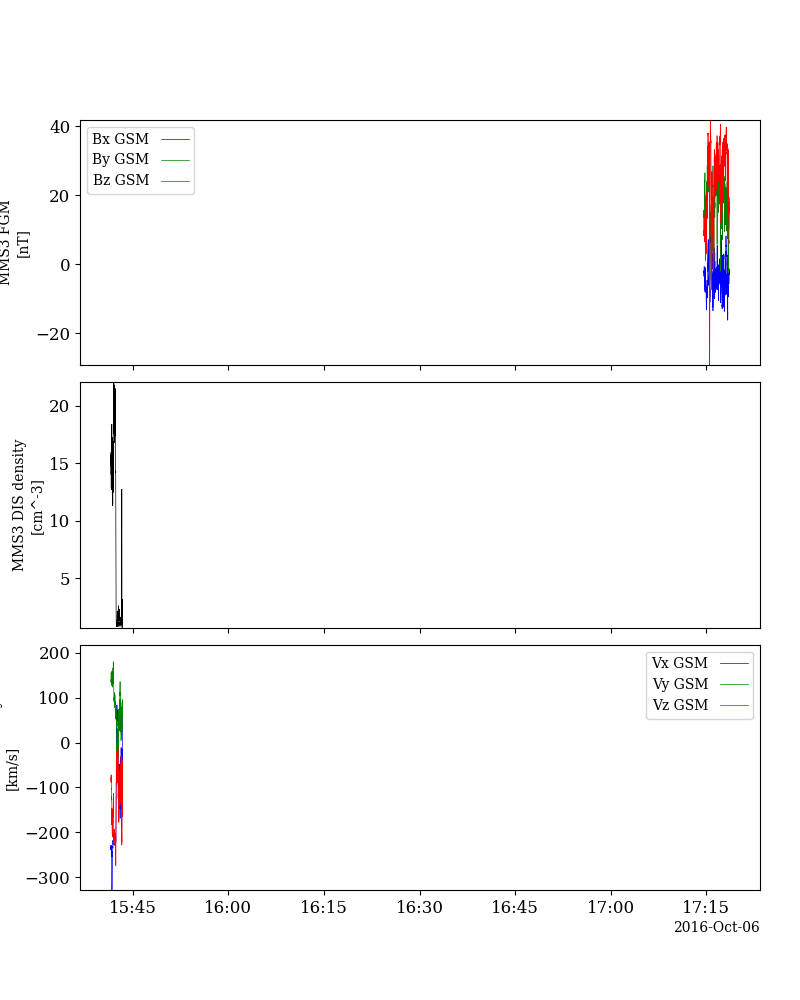 40
20
0
−20
MMS3 FGM
[nT]
Bx GSM
By GSM
Bz GSM
20
15
10
5
MMS3 DIS density
[cm^-3]
200
100
0
−100
−200
−300
[km/s]
Vx GSM
Vy GSM
Vz GSM
15:45 16:00 16:15 16:30 16:45 17:00 17:15
2016-Oct-06